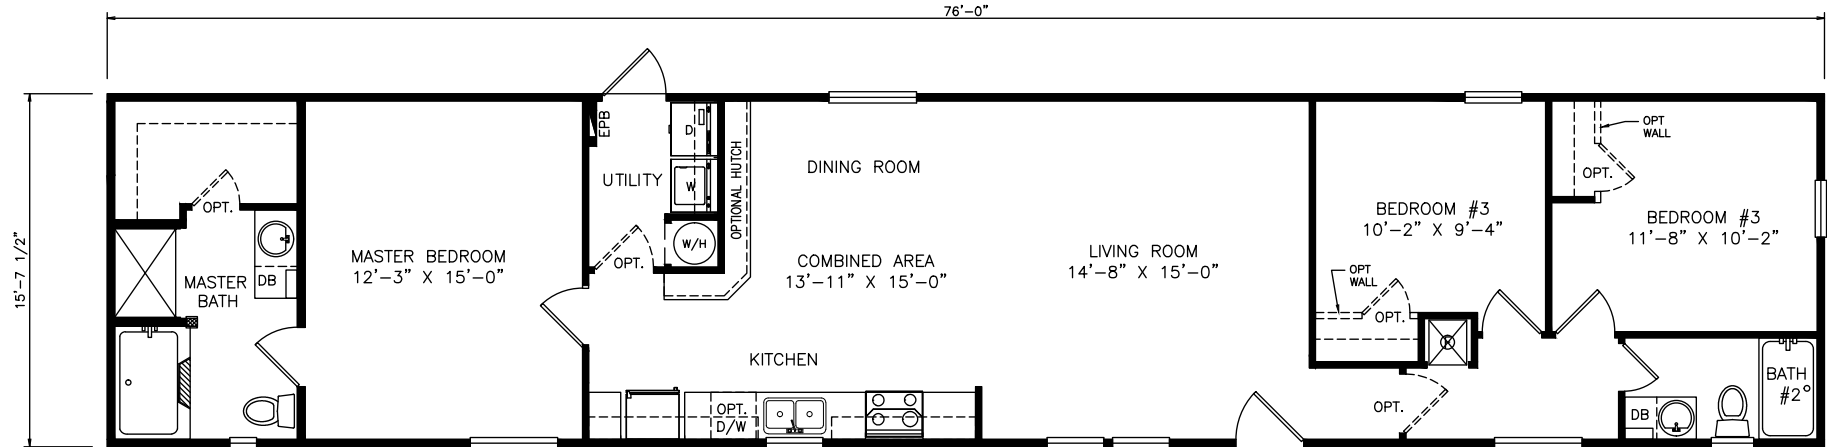 76'-0"
15'-7 1/2"
OPT.
MASTER
BATH
DB
MASTER BEDROOM
12'-3" X 15'-0"
EPB
UTILITY
D
W
W/H
OPT.
OPTIONAL HUTCH
DINING ROOM
COMBINED AREA
13'-11" X 15'-0"
KITCHEN
OPT.
D/W
LIVING ROOM
14'-8" X 15'-0"
BEDROOM #3
10'-2" X 9'-4"
OPT
WALL
OPT.
OPT.
OPT
WALL
OPT.
BEDROOM #3
11'-8" X 10'-2"
DB
BATH
#2